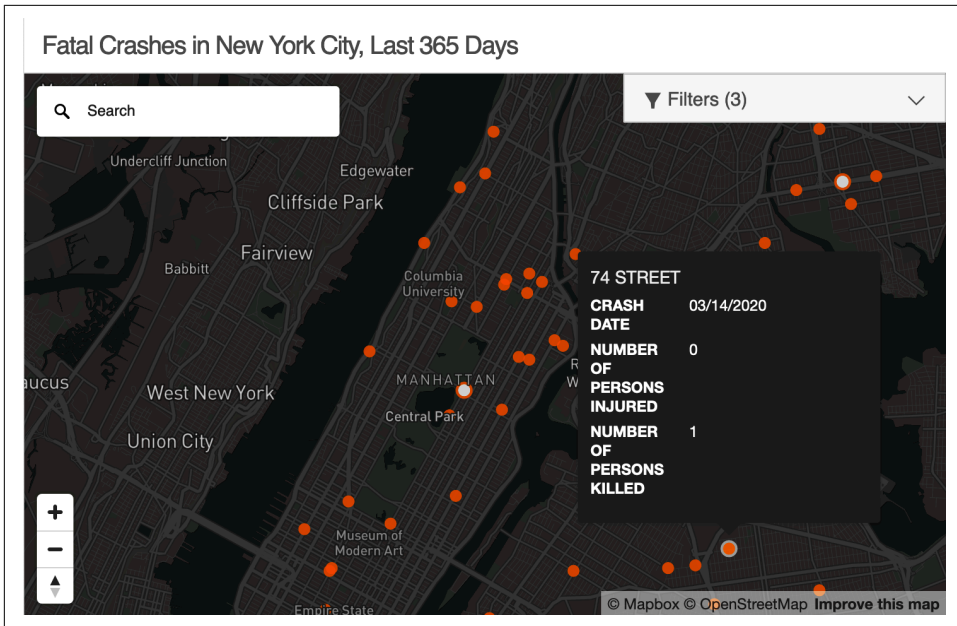 Fatal Crashes in New York City, Last 365 Days
Search
Filters (3)
Undercliff Junction
Edgewater
Cliffside Park
Fairview
Babbitt
Columbia
University
74 STREET
CRASH DATE 03/14/2020
NUMBER OF PERSONS INJURED 0
NUMBER OF PERSONS KILLED 1
aucus
West New York
MANHATTAN
Central Park
Union City
Museum of
Modern Art
Empire State
© Mapbox © OpenStreetMap Improve this map